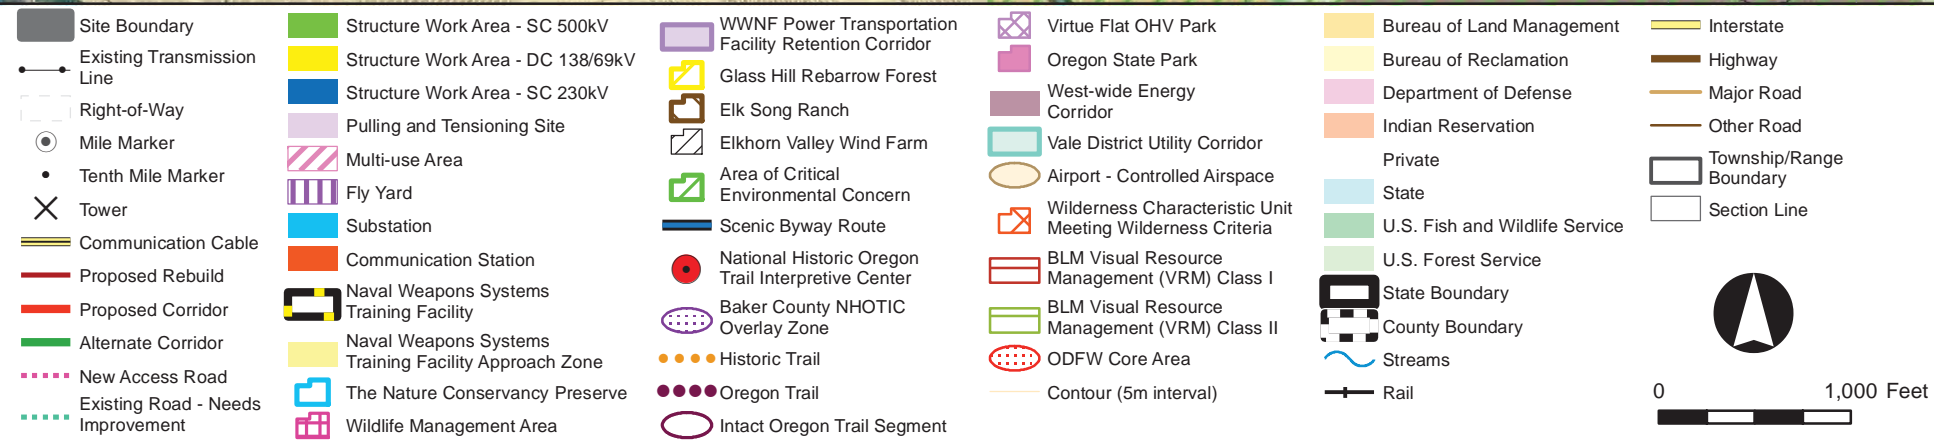 Site Boundary
Existing Transmission
Line
Right-of-Way
Mile Marker
Tenth Mile Marker
Tower
Communication Cable
Proposed Rebuild
Proposed Corridor
Alternate Corridor
New Access Road
Existing Road - Needs
Improvement
Structure Work Area - SC 500kV
Structure Work Area - DC 138/69kV
Structure Work Area - SC 230kV
Pulling and Tensioning Site
Multi-use Area
Fly Yard
Substation
Communication Station
Naval Weapons Systems
Training Facility
Naval Weapons Systems
Training Facility Approach Zone
The Nature Conservancy Preserve
Wildlife Management Area
WWNF Power Transportation
Facility Retention Corridor
Glass Hill Rebarrow Forest
Elk Song Ranch
Elkhorn Valley Wind Farm
Area of Critical
Environmental Concern
Scenic Byway Route
National Historic Oregon
Trail Interpretive Center
Baker County NHOTIC
Overlay Zone
Historic Trail
Oregon Trail
Intact Oregon Trail Segment
Virtue Flat OHV Park
Oregon State Park
West-wide Energy
Corridor
Vale District Utility Corridor
Airport - Controlled Airspace
Wilderness Characteristic Unit
Meeting Wilderness Criteria
BLM Visual Resource
Management (VRM) Class I
BLM Visual Resource
Management (VRM) Class II
ODFW Core Area
Contour (5m interval)
Bureau of Land Management
Bureau of Reclamation
Department of Defense
Indian Reservation
Private
State
U.S. Fish and Wildlife Service
U.S. Forest Service
State Boundary
County Boundary
Streams
Rail
Interstate
Highway
Major Road
Other Road
Township/Range
Boundary
Section Line
0 1,000 Feet